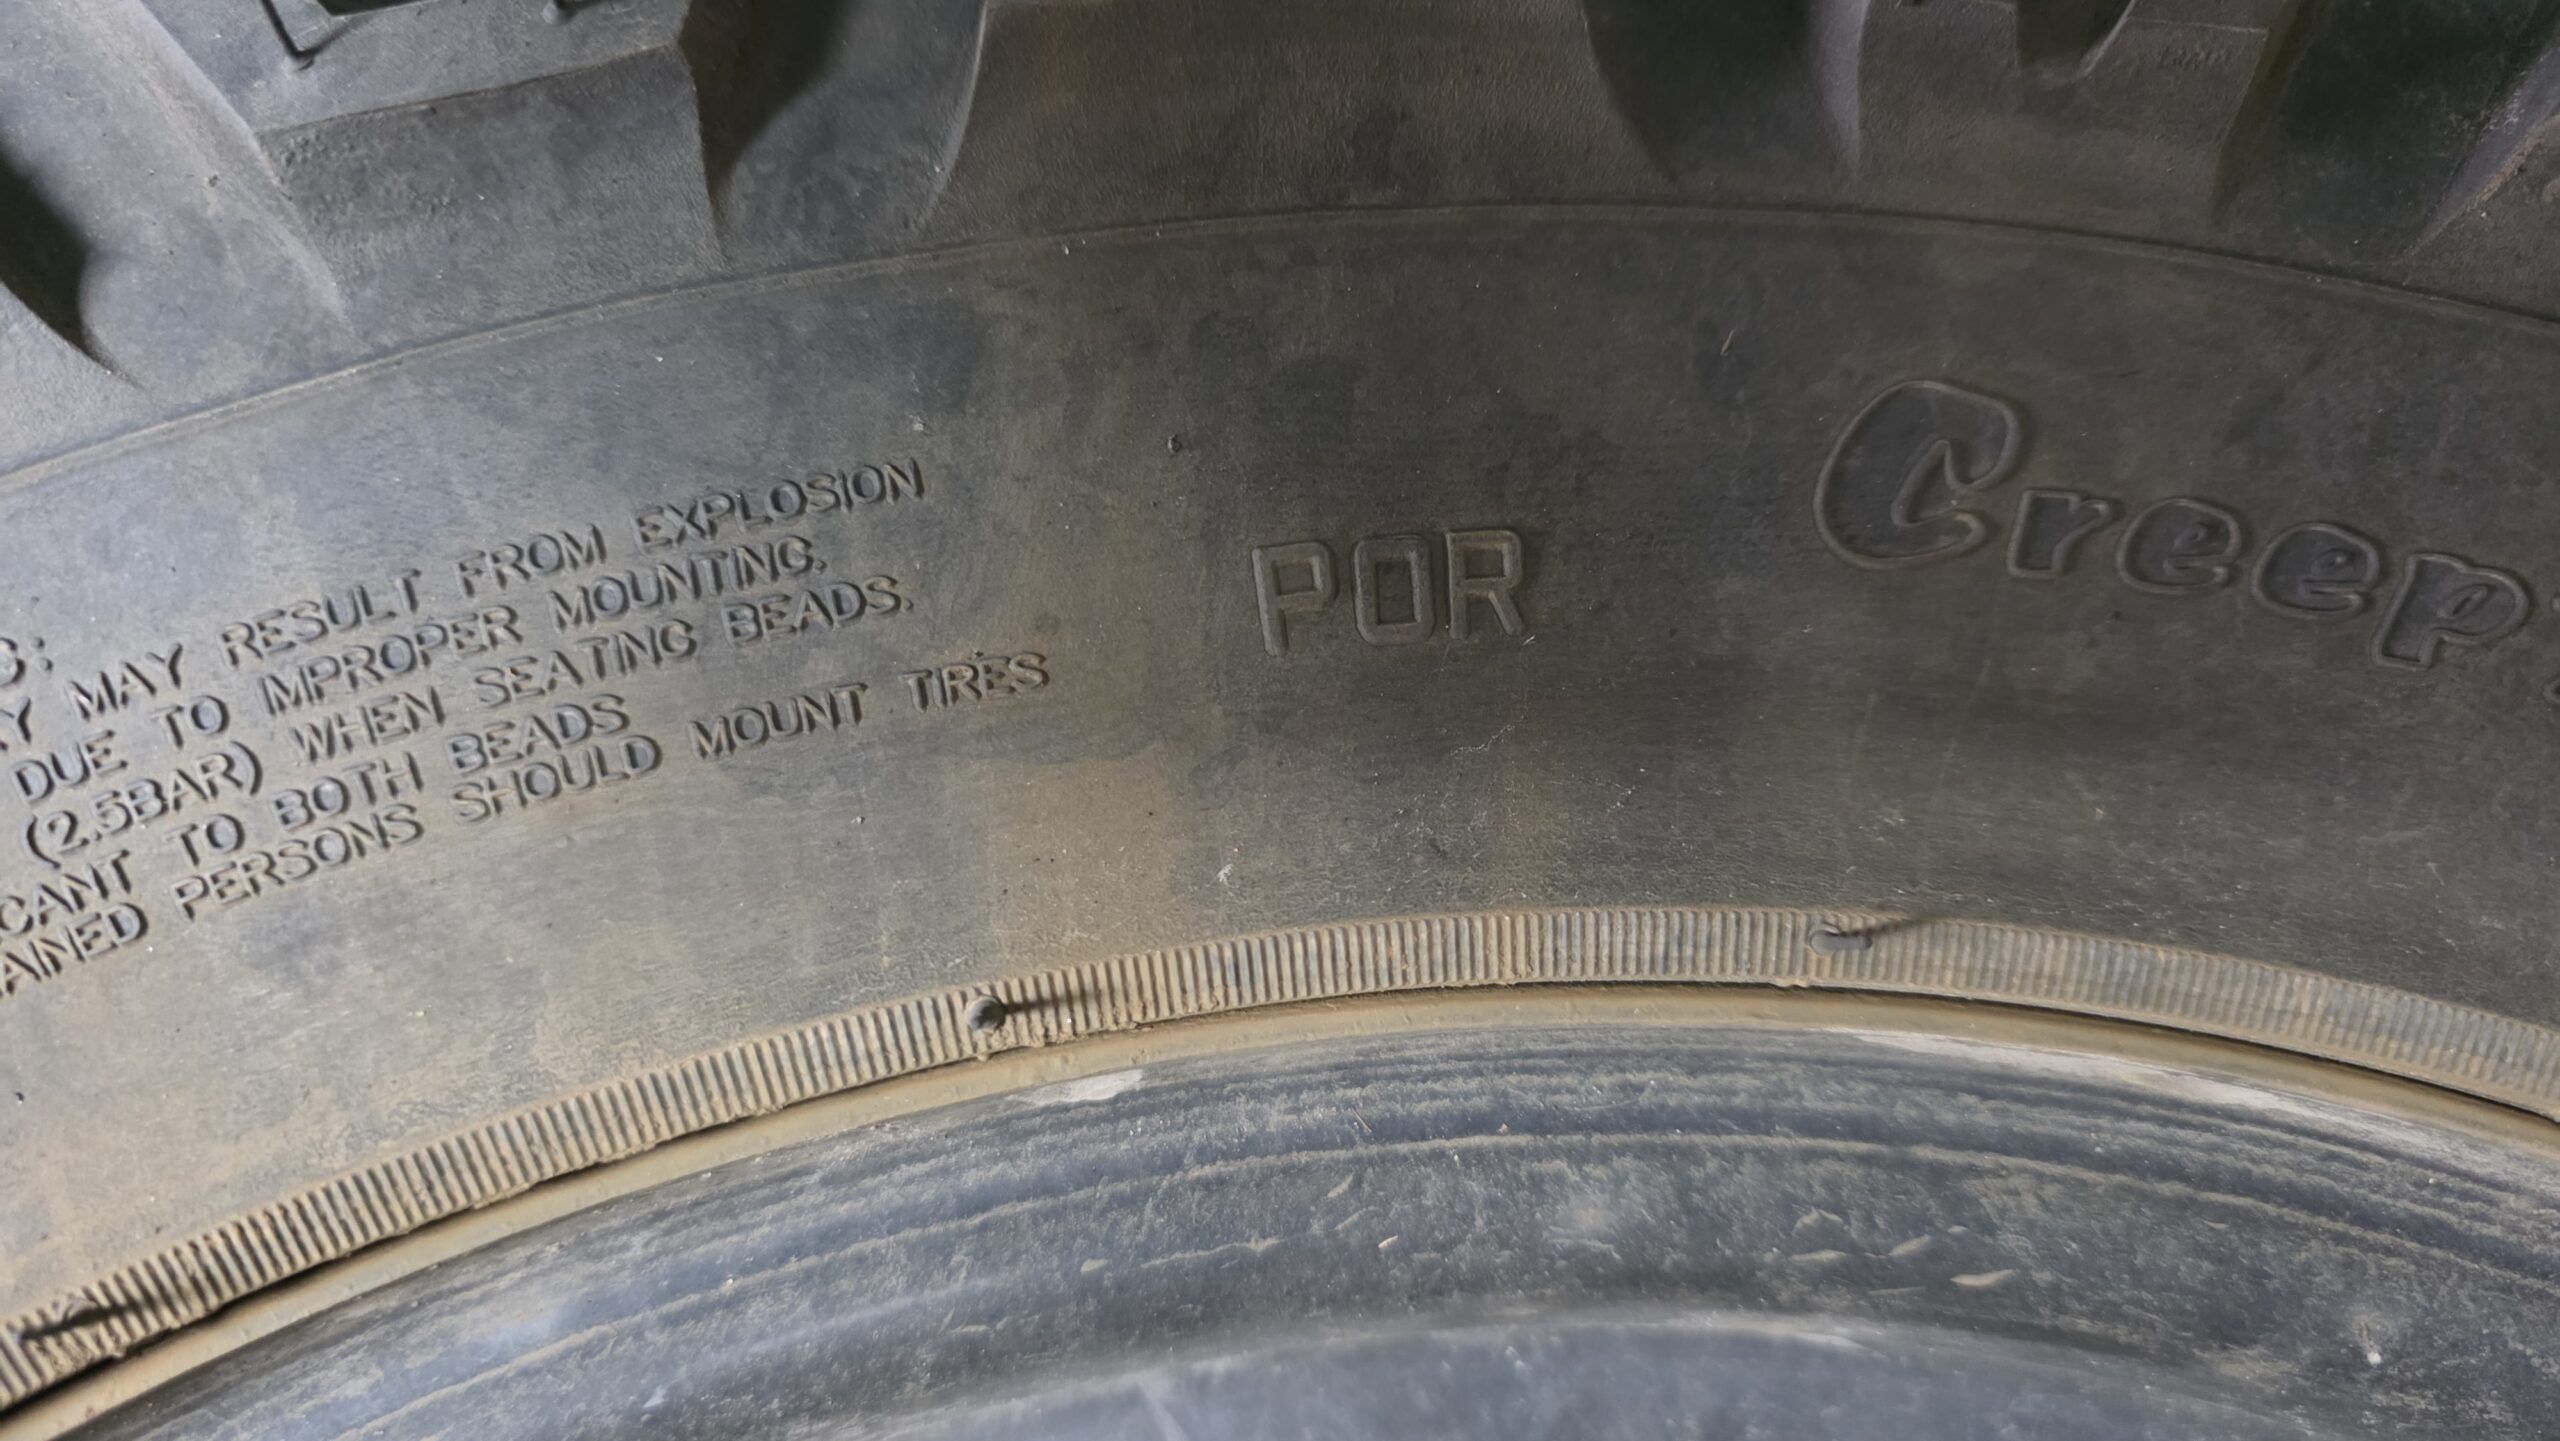 MAY RESULT FROM EXPLOSION
DUE TO IMPROPER MOUNTING.
(2.5BAR) WHEN SEATING BEADS.
TO BOTH BEADS
PERSONS SHOULD MOUNT TIRES
POR
Creep